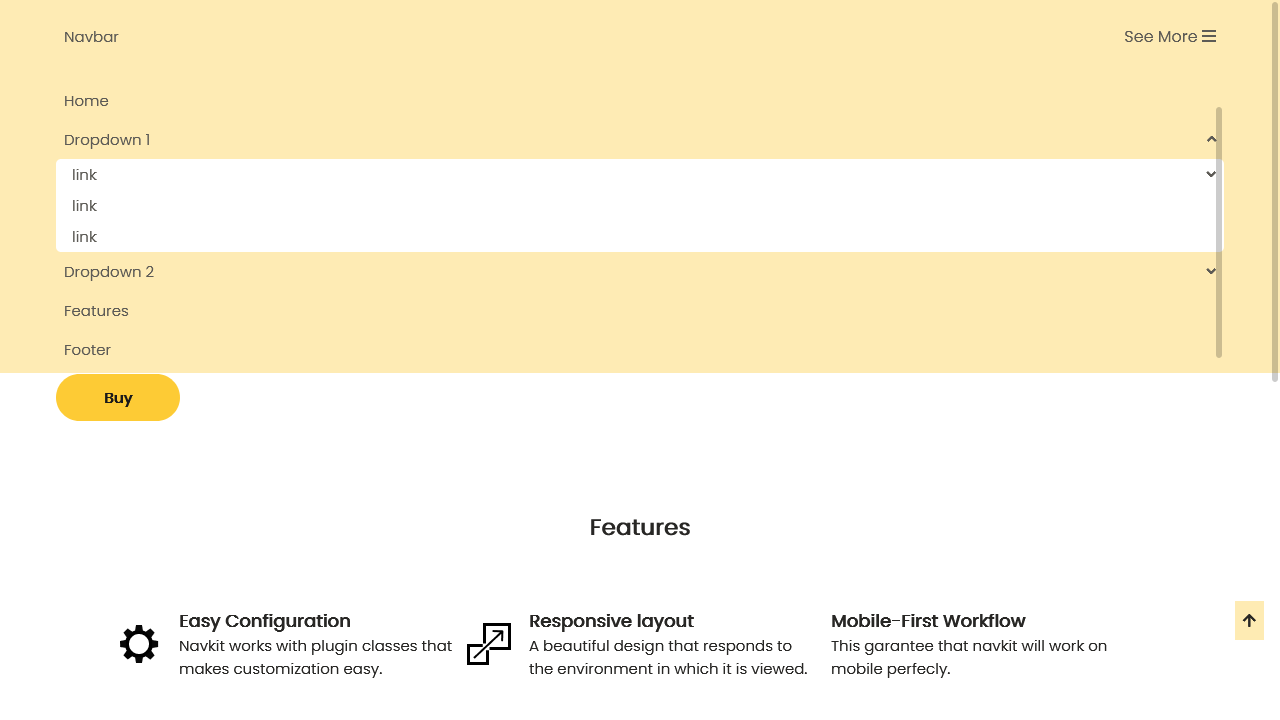 Navbar
See More
Home
Dropdown 1
link
link
link
Dropdown 2
Features
Footer
Buy
Features
Easy Configuration
Navkit works with plugin classes that
makes customization easy.
Responsive layout
A beautiful design that responds to
the environment in which it is viewed.
Mobile-First Workflow
This garantee that navkit will work on
mobile perfecly.